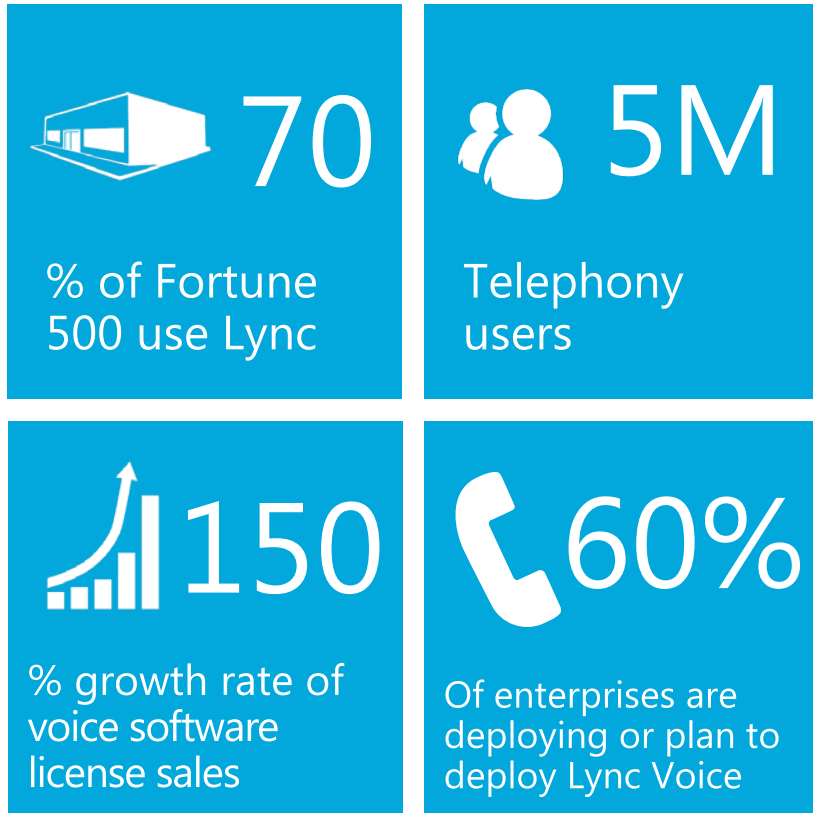 70
% of Fortune
500 use Lync
5M
Telephony
users
150
% growth rate of
voice software
license sales
60%
Of enterprises are
deploying or plan to
deploy Lync Voice